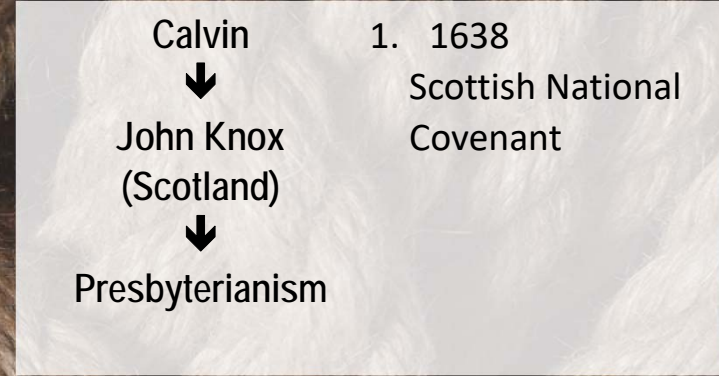 Calvin
🡻
John Knox
(Scotland)
🡻
Presbyterianism
1. 1638
Scottish National
Covenant